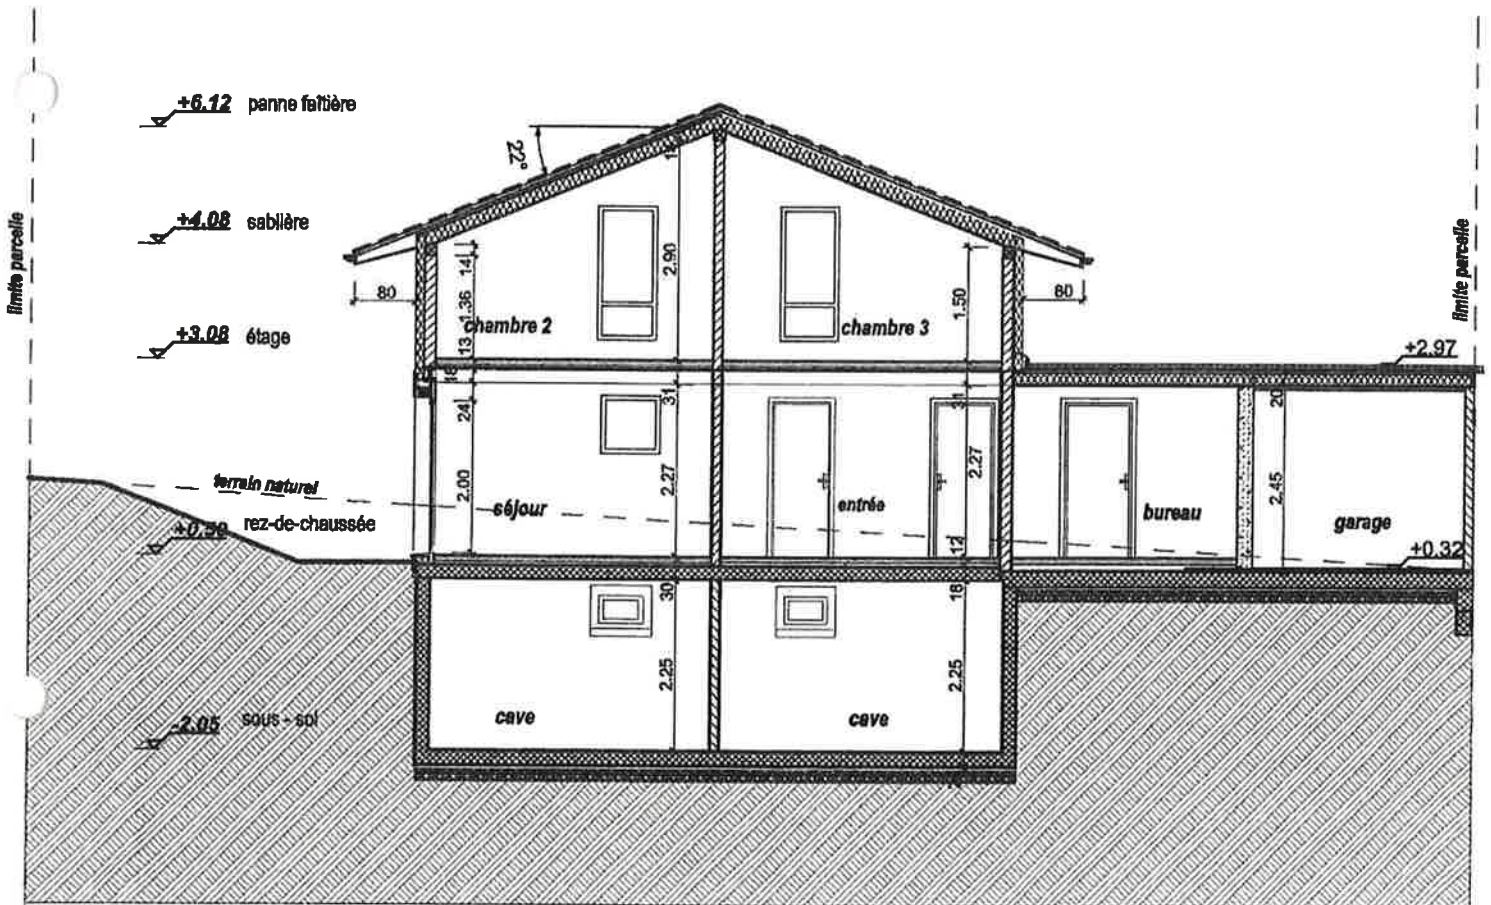 +6.12 panne faîtière
22°
limite parcelle
+4.08 sablière
limite parcelle
14
2.90
80
1.36
1.50
80
+3.08 étage
chambre 2
chambre 3
13
+2.97
18
31
31
20
24
terrain naturel
2.00
2.27
2.27
2.45
séjour
entrée
bureau
garage
rez-de-chaussée
12
+0.32
30
18
2.25
2.25
-2.05 sous - sol
cave
cave